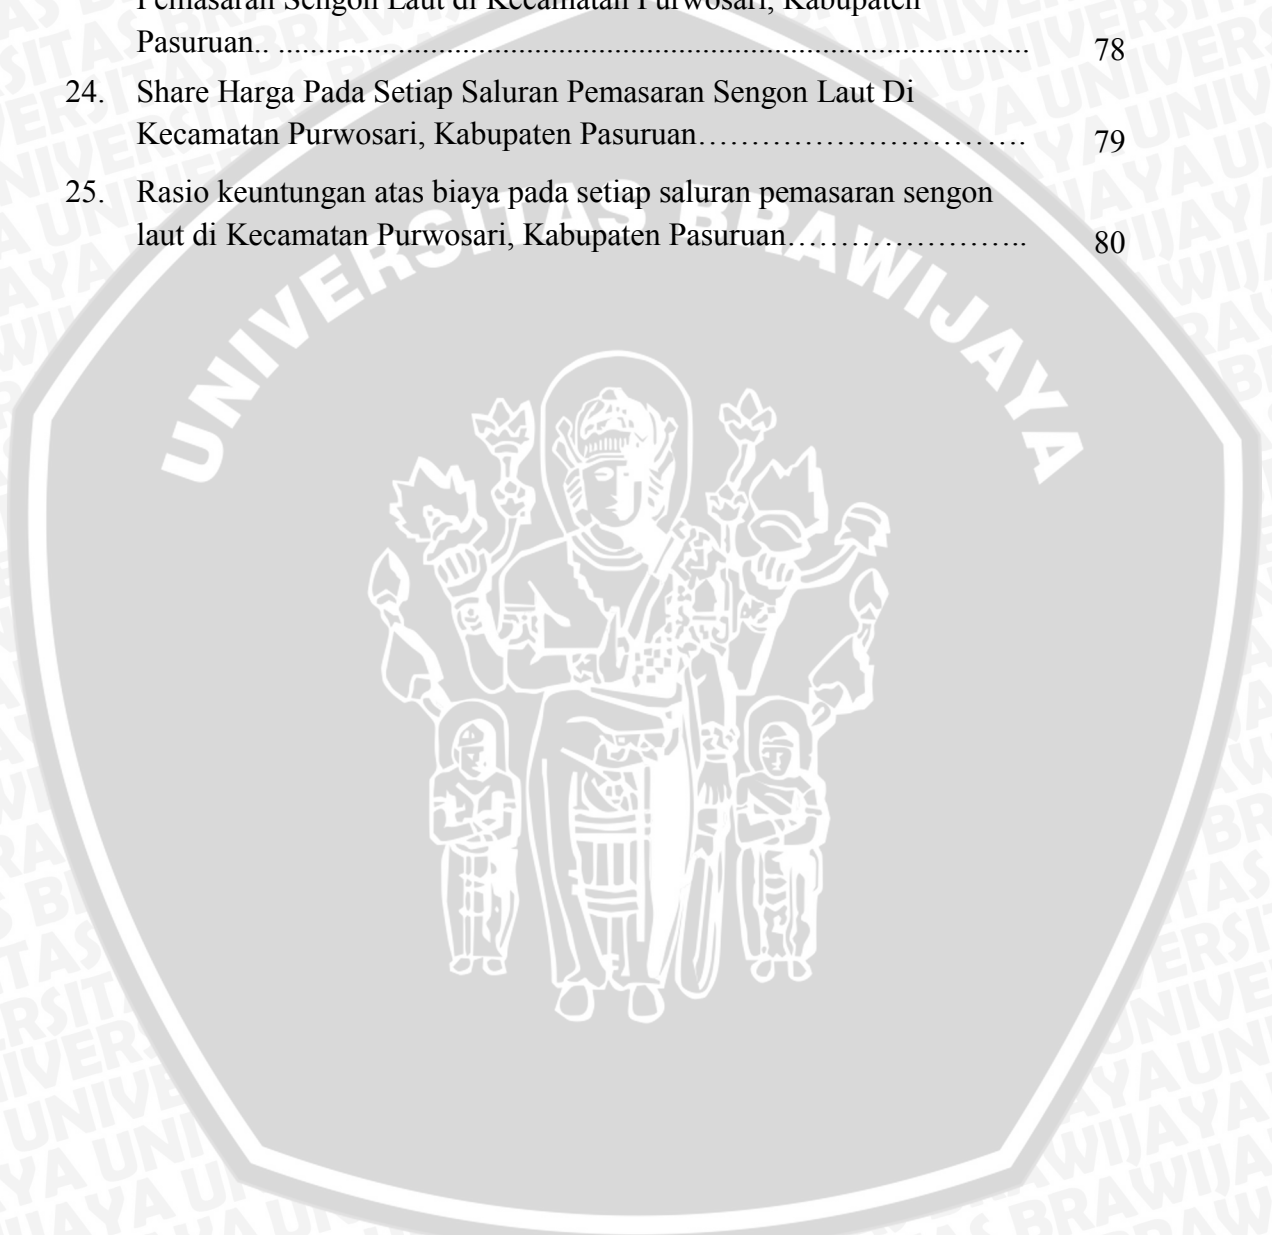 Pemasaran Sengon Laut di Kecamatan Purwosari, Kabupaten
Pasuruan.. ............................................................................................... 78
24. Share Harga Pada Setiap Saluran Pemasaran Sengon Laut Di
Kecamatan Purwosari, Kabupaten Pasuruan…………………………. 79
25. Rasio keuntungan atas biaya pada setiap saluran pemasaran sengon
laut di Kecamatan Purwosari, Kabupaten Pasuruan………………….. 80
UNIVERSITAS BRAWIJAYA